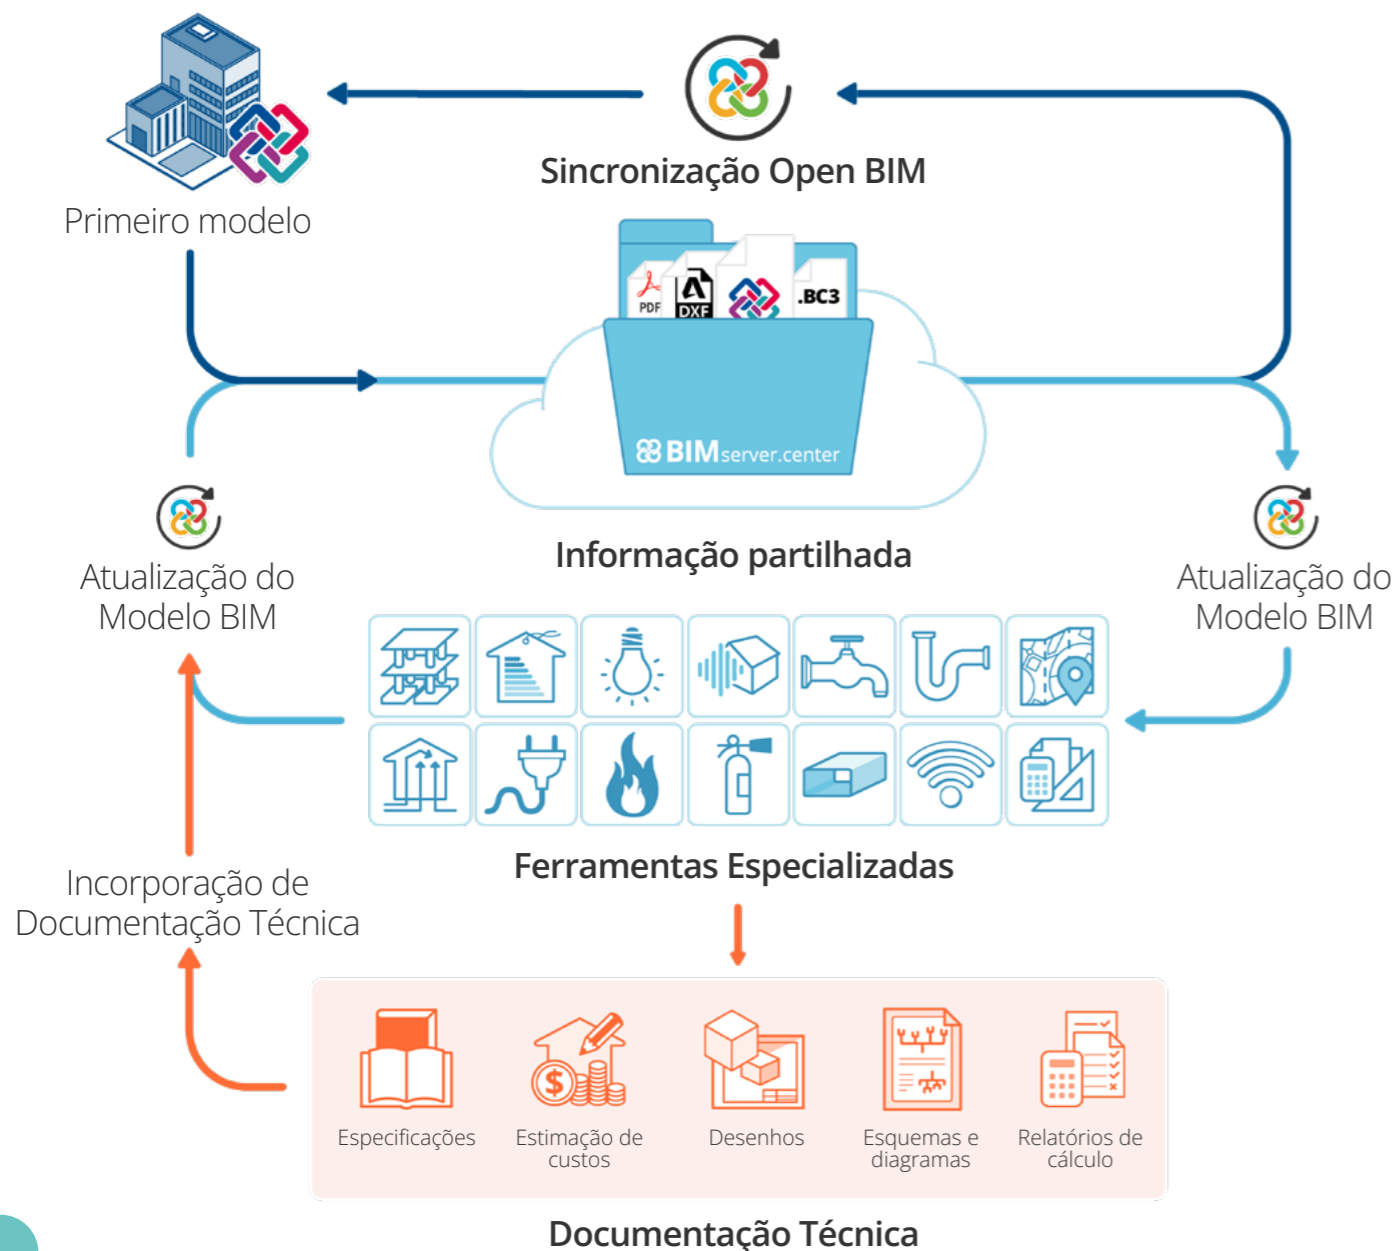 Sincronização Open BIM
Primeiro modelo
PDF
DXF
.BC3
BIMserver.center
Informação partilhada
Atualização do
Modelo BIM
Atualização do
Modelo BIM
Ferramentas Especializadas
Incorporação de
Documentação Técnica
$
Especificações
Estimação de
custos
Desenhos
Esquemas e
diagramas
Relatórios de
cálculo
Documentação Técnica